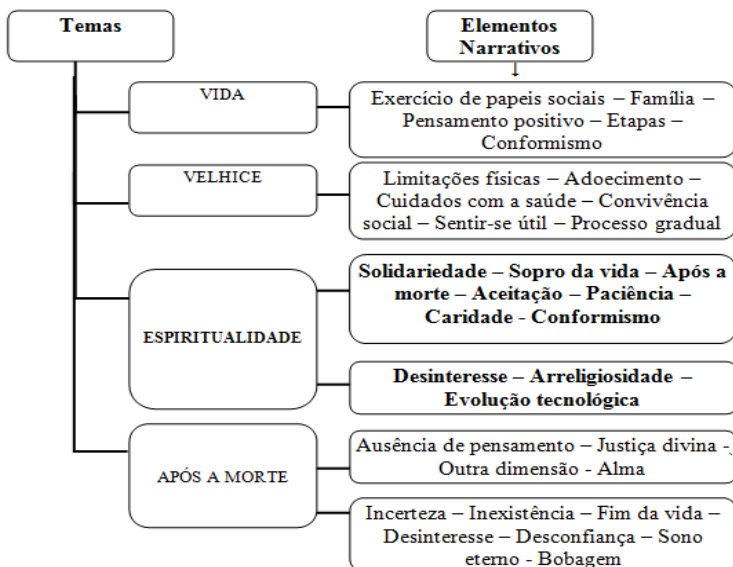 Temas
Elementos
Narrativos
VIDA
Exercício de papeis sociais – Família –
Pensamento positivo – Etapas –
Conformismo
VELHICE
Limitações físicas – Adoecimento –
Cuidados com a saúde – Convivência
social – Sentir-se útil – Processo gradual
ESPIRITUALIDADE
Solidariedade – Sopro da vida – Após a
morte – Aceitação – Paciência –
Caridade - Conformismo
Desinteresse – Arreligiosidade –
Evolução tecnológica
APÓS A MORTE
Ausência de pensamento – Justiça divina -
Outra dimensão - Alma
Incerteza – Inexistência – Fim da vida –
Desinteresse – Desconfiança – Sono
eterno - Bobagem